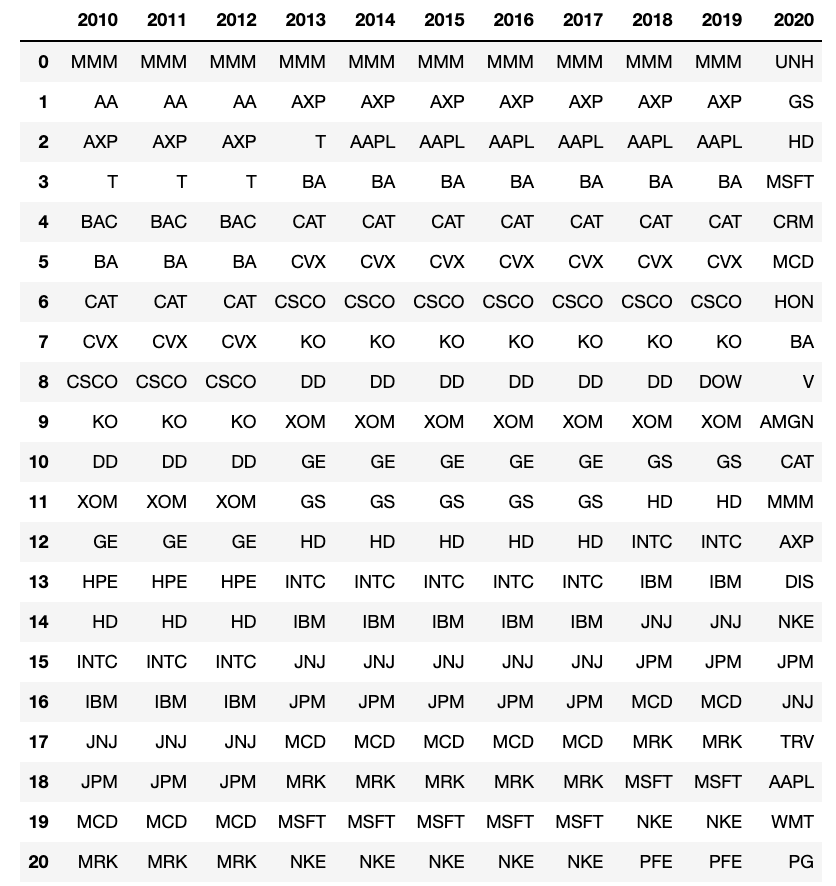 2010 2011 2012 2013 2014 2015 2016 2017 2018 2019 2020
0 MMM MMM MMM MMM MMM MMM MMM MMM MMM MMM UNH
1 AA AA AA AXP AXP AXP AXP AXP AXP AXP GS
2 AXP AXP AXP T AAPL AAPL AAPL AAPL AAPL AAPL HD
3 T T T BA BA BA BA BA BA BA MSFT
4 BAC BAC BAC CAT CAT CAT CAT CAT CAT CAT CRM
5 BA BA BA CVX CVX CVX CVX CVX CVX CVX MCD
6 CAT CAT CAT CSCO CSCO CSCO CSCO CSCO CSCO CSCO HON
7 CVX CVX CVX KO KO KO KO KO KO KO BA
8 CSCO CSCO CSCO DD DD DD DD DD DD DOW V
9 KO KO KO XOM XOM XOM XOM XOM XOM XOM AMGN
10 DD DD DD GE GE GE GE GE GS GS CAT
11 XOM XOM XOM GS GS GS GS GS HD HD MMM
12 GE GE GE HD HD HD HD HD INTC INTC AXP
13 HPE HPE HPE INTC INTC INTC INTC INTC IBM IBM DIS
14 HD HD HD IBM IBM IBM IBM IBM JNJ JNJ NKE
15 INTC INTC INTC JNJ JNJ JNJ JNJ JNJ JPM JPM JPM
16 IBM IBM IBM JPM JPM JPM JPM JPM MCD MCD JNJ
17 JNJ JNJ JNJ MCD MCD MCD MCD MCD MRK MRK TRV
18 JPM JPM JPM MRK MRK MRK MRK MRK MSFT MSFT AAPL
19 MCD MCD MCD MSFT MSFT MSFT MSFT MSFT NKE NKE WMT
20 MRK MRK MRK NKE NKE NKE NKE NKE PFE PFE PG